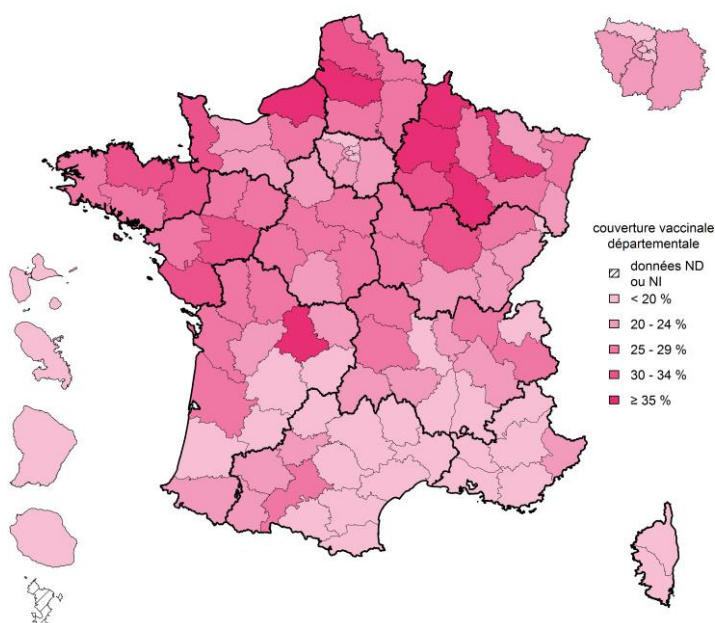 couverture vaccinale
départementale
données ND
ou NI
< 20 %
20 - 24 %
25 - 29 %
30 - 34 %
≥ 35 %